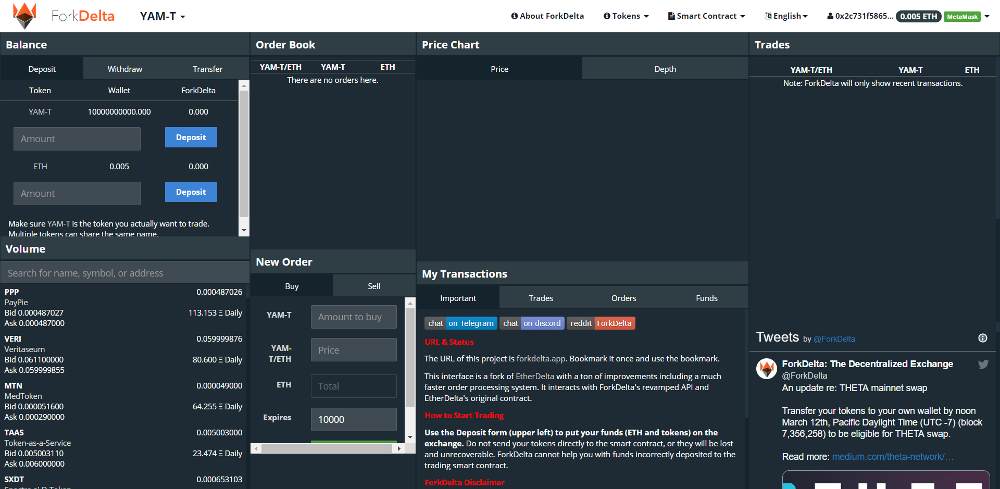 ForkDelta
YAM-T
About ForkDelta
Tokens
Smart Contract
English
0x2c731f5865...
0.005 ETH
MetaMask
Balance
Deposit Withdraw Transfer
Token Wallet ForkDelta
YAM-T 10000000000.000 0.000
Amount Deposit
ETH 0.005 0.000
Amount Deposit
Make sure YAM-T is the token you actually want to trade.
Multiple tokens can share the same name.
Volume
Search for name, symbol, or address
PPP 0.000487026
PayPie
Bid 0.000487027 113.153 Ξ Daily
Ask 0.000487000
VERI 0.059999876
Veritaseum
Bid 0.061100000 80.600 Ξ Daily
Ask 0.059999855
MTN 0.000049000
MedToken
Bid 0.000051600 64.255 Ξ Daily
Ask 0.000290000
TAAS 0.005003000
Token-as-a-Service
Bid 0.005003110 23.474 Ξ Daily
Ask 0.006000000
SXDT 0.000653103
Order Book
YAM-T/ETH YAM-T ETH
There are no orders here.
New Order
Buy Sell
YAM-T Amount to buy
YAM-
T/ETH Price
ETH Total
Expires 10000
Price Chart
Price Depth
My Transactions
Important Trades Orders Funds
chat on Telegram chat on discord reddit ForkDelta
URL & Status
The URL of this project is forkdelta.app. Bookmark it once and use the bookmark.
This interface is a fork of EtherDelta with a ton of improvements including a much
faster order processing system. It interacts with ForkDelta's revamped API and
EtherDelta's original contract.
How to Start Trading
Use the Deposit form (upper left) to put your funds (ETH and tokens) on the
exchange. Do not send your tokens directly to the smart contract, or they will be lost
and unrecoverable. ForkDelta cannot help you with funds incorrectly deposited to the
trading smart contract.
ForkDelta Disclaimer
Trades
YAM-T/ETH YAM-T ETH
Note: ForkDelta will only show recent transactions.
Tweets by @ForkDelta
ForkDelta: The Decentralized Exchange
@ForkDelta
An update re: THETA mainnet swap
Transfer your tokens to your own wallet by noon
March 12th, Pacific Daylight Time (UTC -7) (block
7,356,258) to be eligible for THETA swap.
Read more: medium.com/theta-network/…